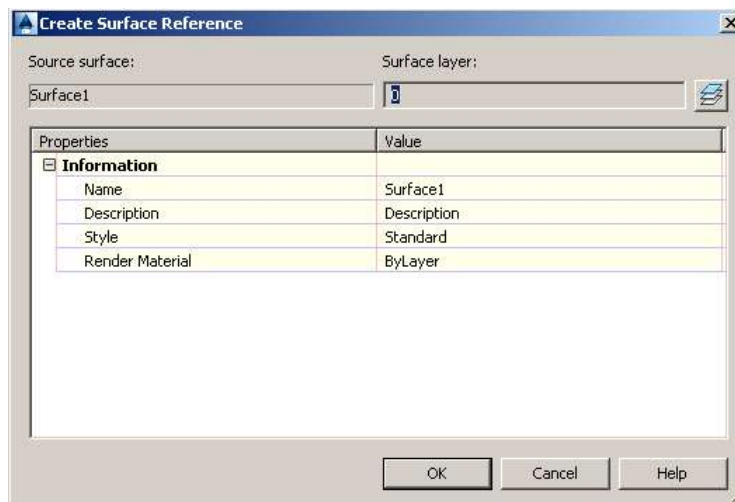 Create Surface Reference
Source surface: Surface layer:
Surface1 0
Properties Value
Information
Name Surface1
Description Description
Style Standard
Render Material ByLayer
OK Cancel Help